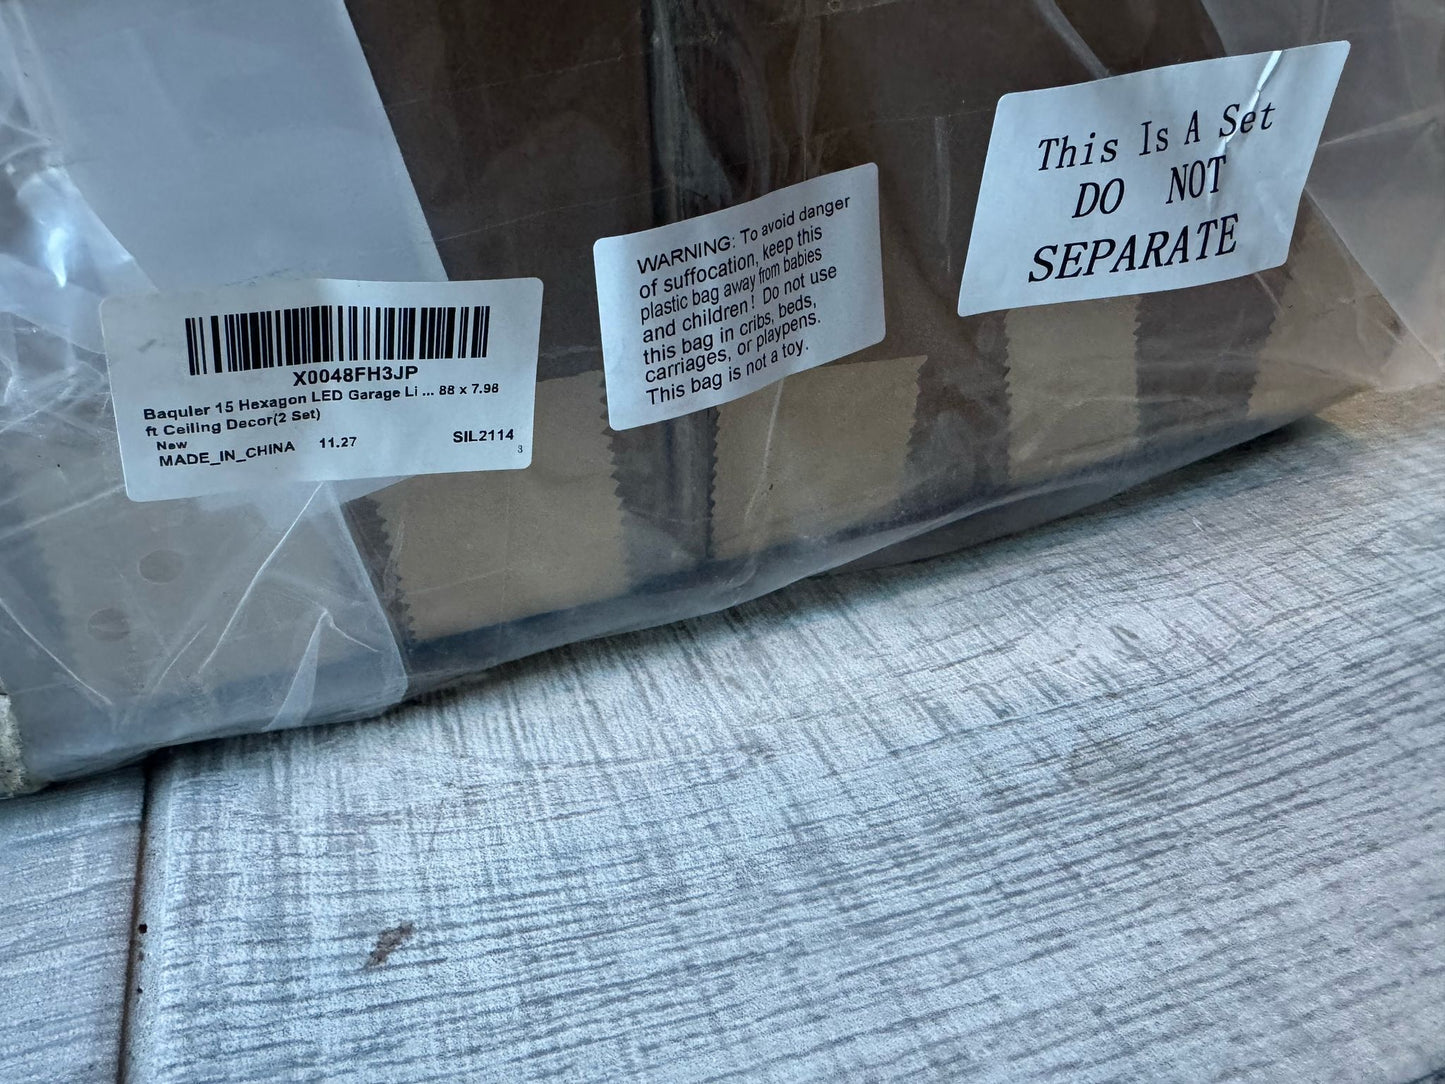 X0048FH3JP
Baquler 15 Hexagon LED Garage Li ... 88 x 7.98
ft Ceiling Decor(2 Set)
New
MADE_IN_CHINA 11.27 SIL2114
3
WARNING: To avoid danger
of suffocation, keep this
plastic bag away from babies
and children! Do not use
this bag in cribs, beds,
carriages, or playpens.
This bag is not a toy.
This Is A Set
DO NOT
SEPARATE